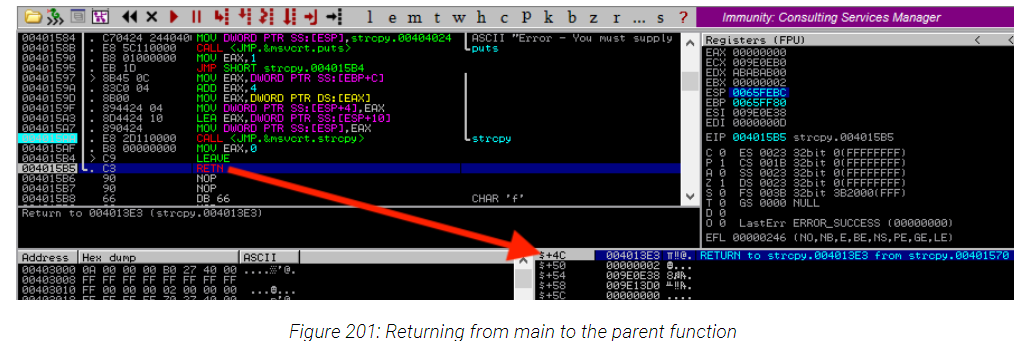 l e m t w h c P k b z r ... s ? Immunity: Consulting Services Manager
00401584 . C70424 2440400 MOV DWORD PTR SS:[ESP],strcpy.00404024 ASCII "Error - You must supply
0040158B . E8 5C110000 CALL <JMP.&msvcrt.puts> puts
00401590 . B8 01000000 MOV EAX,1
00401595 . EB 1D JMP SHORT strcpy.004015B4
00401597 > 8B45 0C MOV EAX,DWORD PTR SS:[EBP+C]
0040159A . 83C0 04 ADD EAX,4
0040159D . 8B00 MOV EAX,DWORD PTR DS:[EAX]
0040159F . 894424 04 MOV DWORD PTR SS:[ESP+4],EAX
004015A3 . 8D4424 10 LEA EAX,DWORD PTR SS:[ESP+10]
004015A7 . 890424 MOV DWORD PTR SS:[ESP],EAX
. E8 2D110000 CALL <JMP.&msvcrt.strcpy> strcpy
004015AF . B8 00000000 MOV EAX,0
004015B4 > C9 LEAVE
004015B5 . C3 RETN
004015B6 90 NOP
004015B7 90 NOP
004015B8 66 DB 66 CHAR 'f'
Return to 004013E3 (strcpy.004013E3)
Registers (FPU) < <
EAX 00000000
ECX 009E0EB0
EDX ABABAB00
EBX 00000002
ESP 0065FEBC
EBP 0065FF80
ESI 009E0E38
EDI 0000000D
EIP 004015B5 strcpy.004015B5
C 0 ES 0023 32bit 0(FFFFFFFF)
P 1 CS 001B 32bit 0(FFFFFFFF)
A 0 SS 0023 32bit 0(FFFFFFFF)
Z 1 DS 0023 32bit 0(FFFFFFFF)
S 0 FS 003B 32bit 3B2000(FFF)
T 0 GS 0000 NULL
D 0
O 0 LastErr ERROR_SUCCESS (00000000)
EFL 00000246 (NO,NB,E,BE,NS,PE,GE,LE)
Address Hex dump ASCII
00403000 0A 00 00 00 B0 27 40 00
00403008 FF FF FF FF FF FF FF FF
00403010 FF 00 00 00 02 00 00 00
$+4C 004013E3 RETURN to strcpy.004013E3 from strcpy.00401570
$+50 00000002
$+54 009E0E38
$+58 009E13D0
$+5C 00000000 ....
Figure 201: Returning from main to the parent function